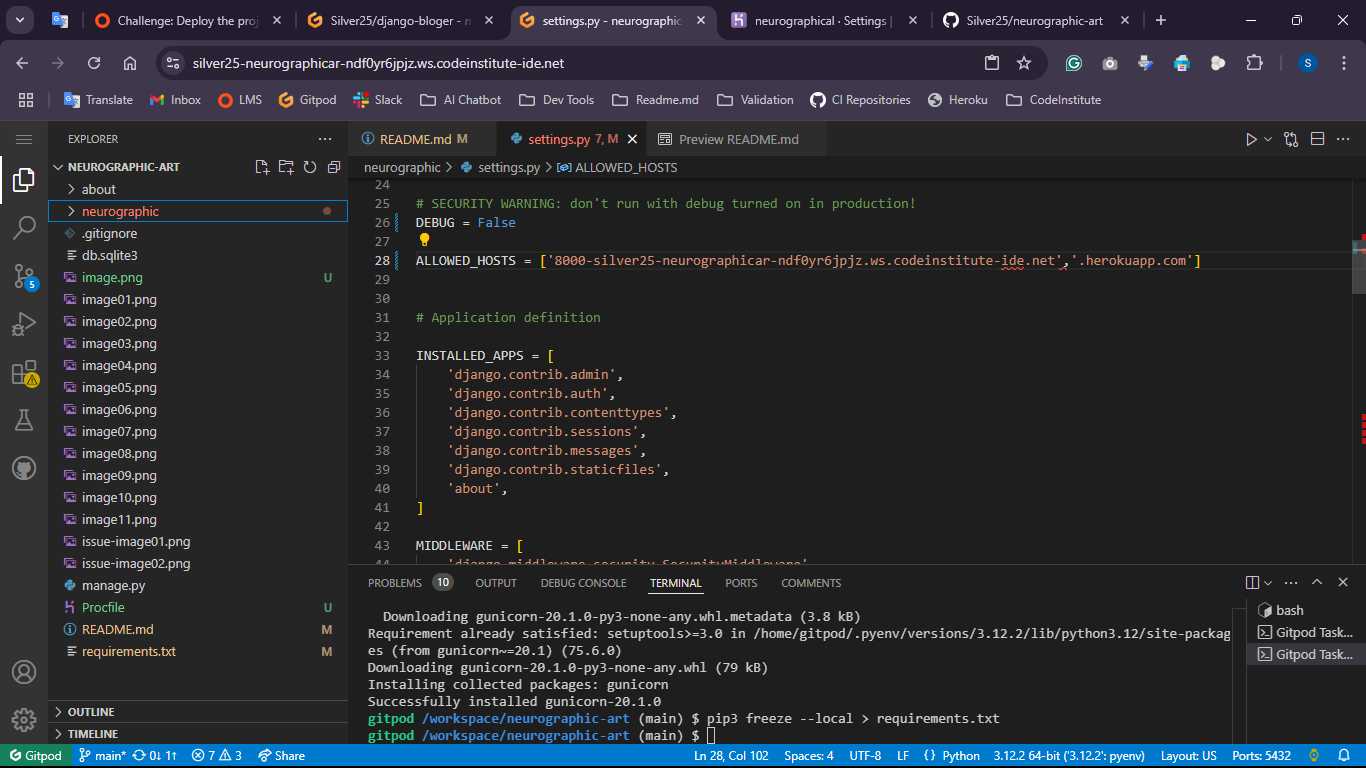 Challenge: Deploy the proj
Silver25/django-bloger - m
settings.py - neurographic
neurographical · Settings |
Silver25/neurographic-art
silver25-neurographicar-ndf0yr6jpjz.ws.codeinstitute-ide.net
S
Translate
Inbox
LMS
Gitpod
Slack
AI Chatbot
Dev Tools
Readme.md
Validation
CI Repositories
Heroku
CodeInstitute
EXPLORER
README.md M
settings.py 7, M
Preview README.md
NEUROGRAPHIC-ART
neurographic > settings.py > ALLOWED_HOSTS
about
neurographic
.gitignore
db.sqlite3
image.png U
image01.png
image02.png
image03.png
image04.png
image05.png
image06.png
image07.png
image08.png
image09.png
image10.png
image11.png
issue-image01.png
issue-image02.png
manage.py
Procfile U
README.md M
requirements.txt M
OUTLINE
TIMELINE
5
24
25 # SECURITY WARNING: don't run with debug turned on in production!
26 DEBUG = False
27
28 ALLOWED_HOSTS = ['8000-silver25-neurographicar-ndf0yr6jpjz.ws.codeinstitute-ide.net','.herokuapp.com']
29
30
31 # Application definition
32
33 INSTALLED_APPS = [
34 'django.contrib.admin',
35 'django.contrib.auth',
36 'django.contrib.contenttypes',
37 'django.contrib.sessions',
38 'django.contrib.messages',
39 'django.contrib.staticfiles',
40 'about',
41 ]
42
43 MIDDLEWARE = [
44 'django.middleware.security.SecurityMiddleware'
PROBLEMS 10 OUTPUT DEBUG CONSOLE TERMINAL PORTS COMMENTS
Downloading gunicorn-20.1.0-py3-none-any.whl.metadata (3.8 kB)
Requirement already satisfied: setuptools>=3.0 in /home/gitpod/.pyenv/versions/3.12.2/lib/python3.12/site-packag
es (from gunicorn~=20.1) (75.6.0)
Downloading gunicorn-20.1.0-py3-none-any.whl (79 kB)
Installing collected packages: gunicorn
Successfully installed gunicorn-20.1.0
gitpod /workspace/neurographic-art (main) $ pip3 freeze --local > requirements.txt
gitpod /workspace/neurographic-art (main) $
bash
Gitpod Task...
Gitpod Task...
Gitpod main* 0↓ 1↑ 7 3 Share Ln 28, Col 102 Spaces: 4 UTF-8 LF {} Python 3.12.2 64-bit ('3.12.2': pyenv) Layout: US Ports: 5432